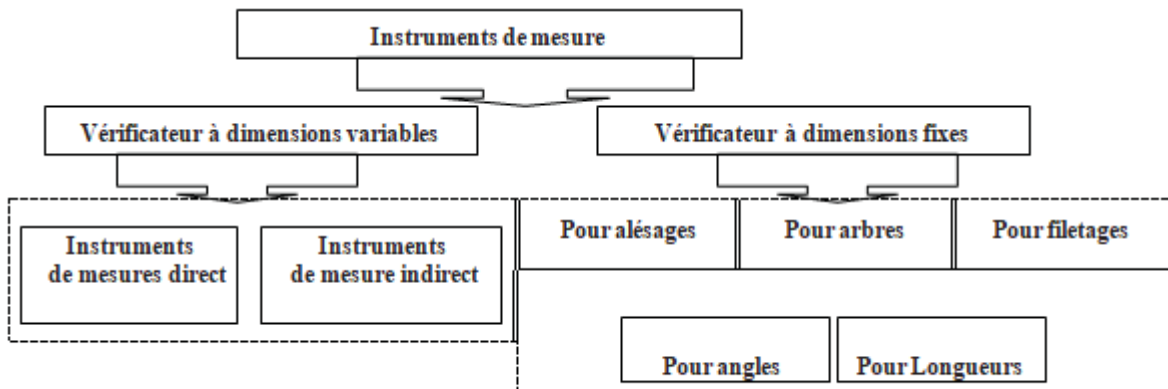 Instruments de mesure
Vérificateur à dimensions variables
Vérificateur à dimensions fixes
Instruments
de mesures direct
Instruments
de mesure indirect
Pour alésages
Pour arbres
Pour filetages
Pour angles
Pour Longueurs